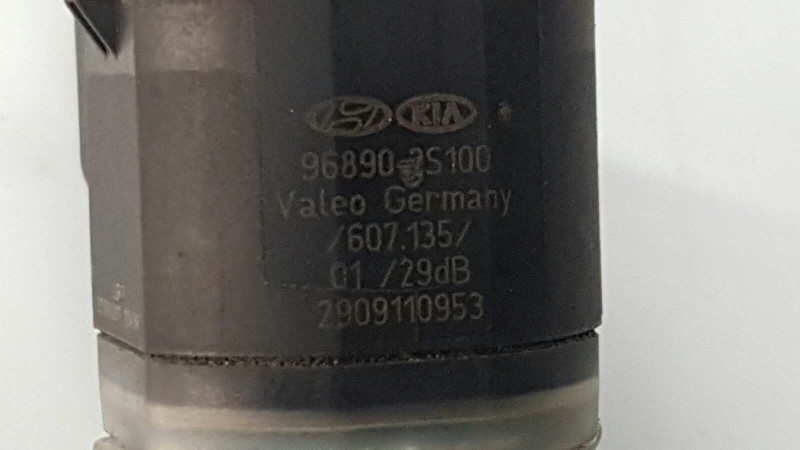 KIA
96890-2S100
Valeo Germany
/607.135/
01 /29dB
2909110953